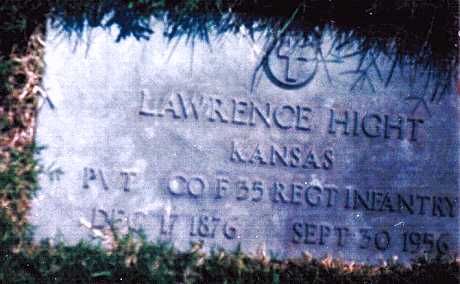 LAWRENCE HIGHT
KANSAS
PVT CO F 35 REGT INFANTRY
DEC 17 1876 SEPT 30 1956